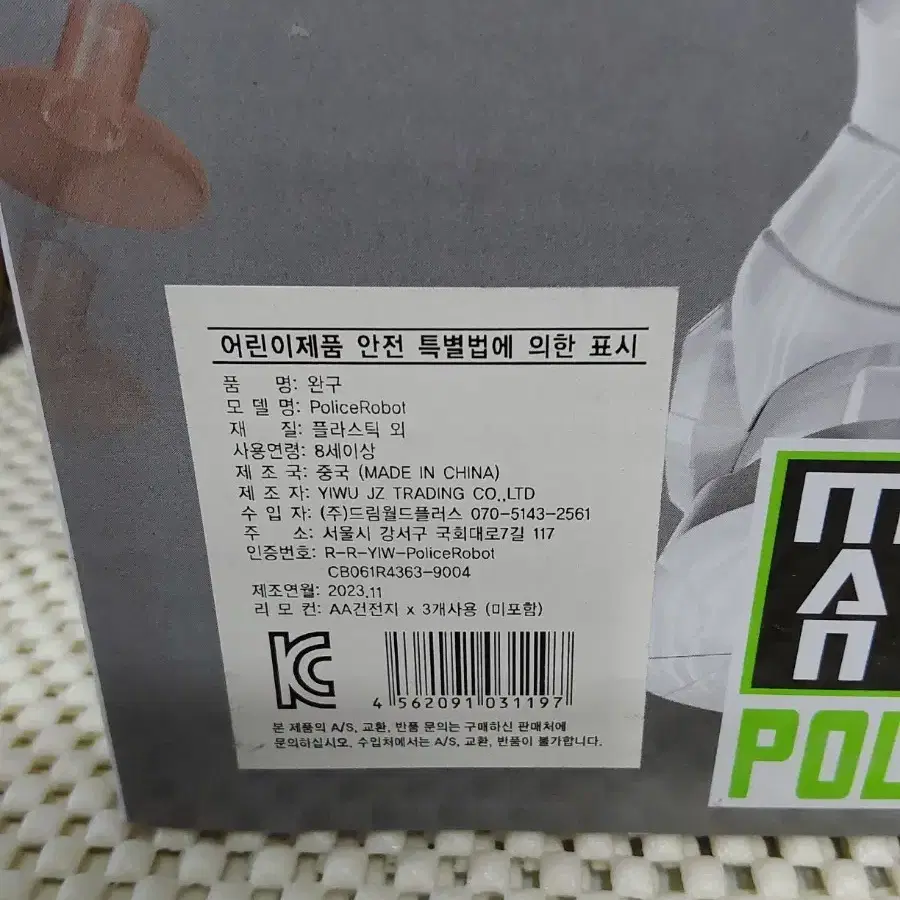 어린이제품 안전 특별법에 의한 표시
품 명: 완구
모 델 명: PoliceRobot
재 질: 플라스틱 외
사용연령: 8세이상
제 조 국: 중국 (MADE IN CHINA)
제 조 자: YIWU JZ TRADING CO.,LTD
수 입 자: (주)드림월드플러스 070-5143-2561
주 소: 서울시 강서구 국회대로7길 117
인증번호: R-R-YIW-PoliceRobot
CB061R4363-9004
제조연월: 2023.11
리 모 컨: AA건전지 x 3개사용 (미포함)
4 562091 031197
본 제품의 A/S, 교환, 반품 문의는 구매하신 판매처에
문의하십시오. 수입처에서는 A/S, 교환, 반품이 불가합니다.